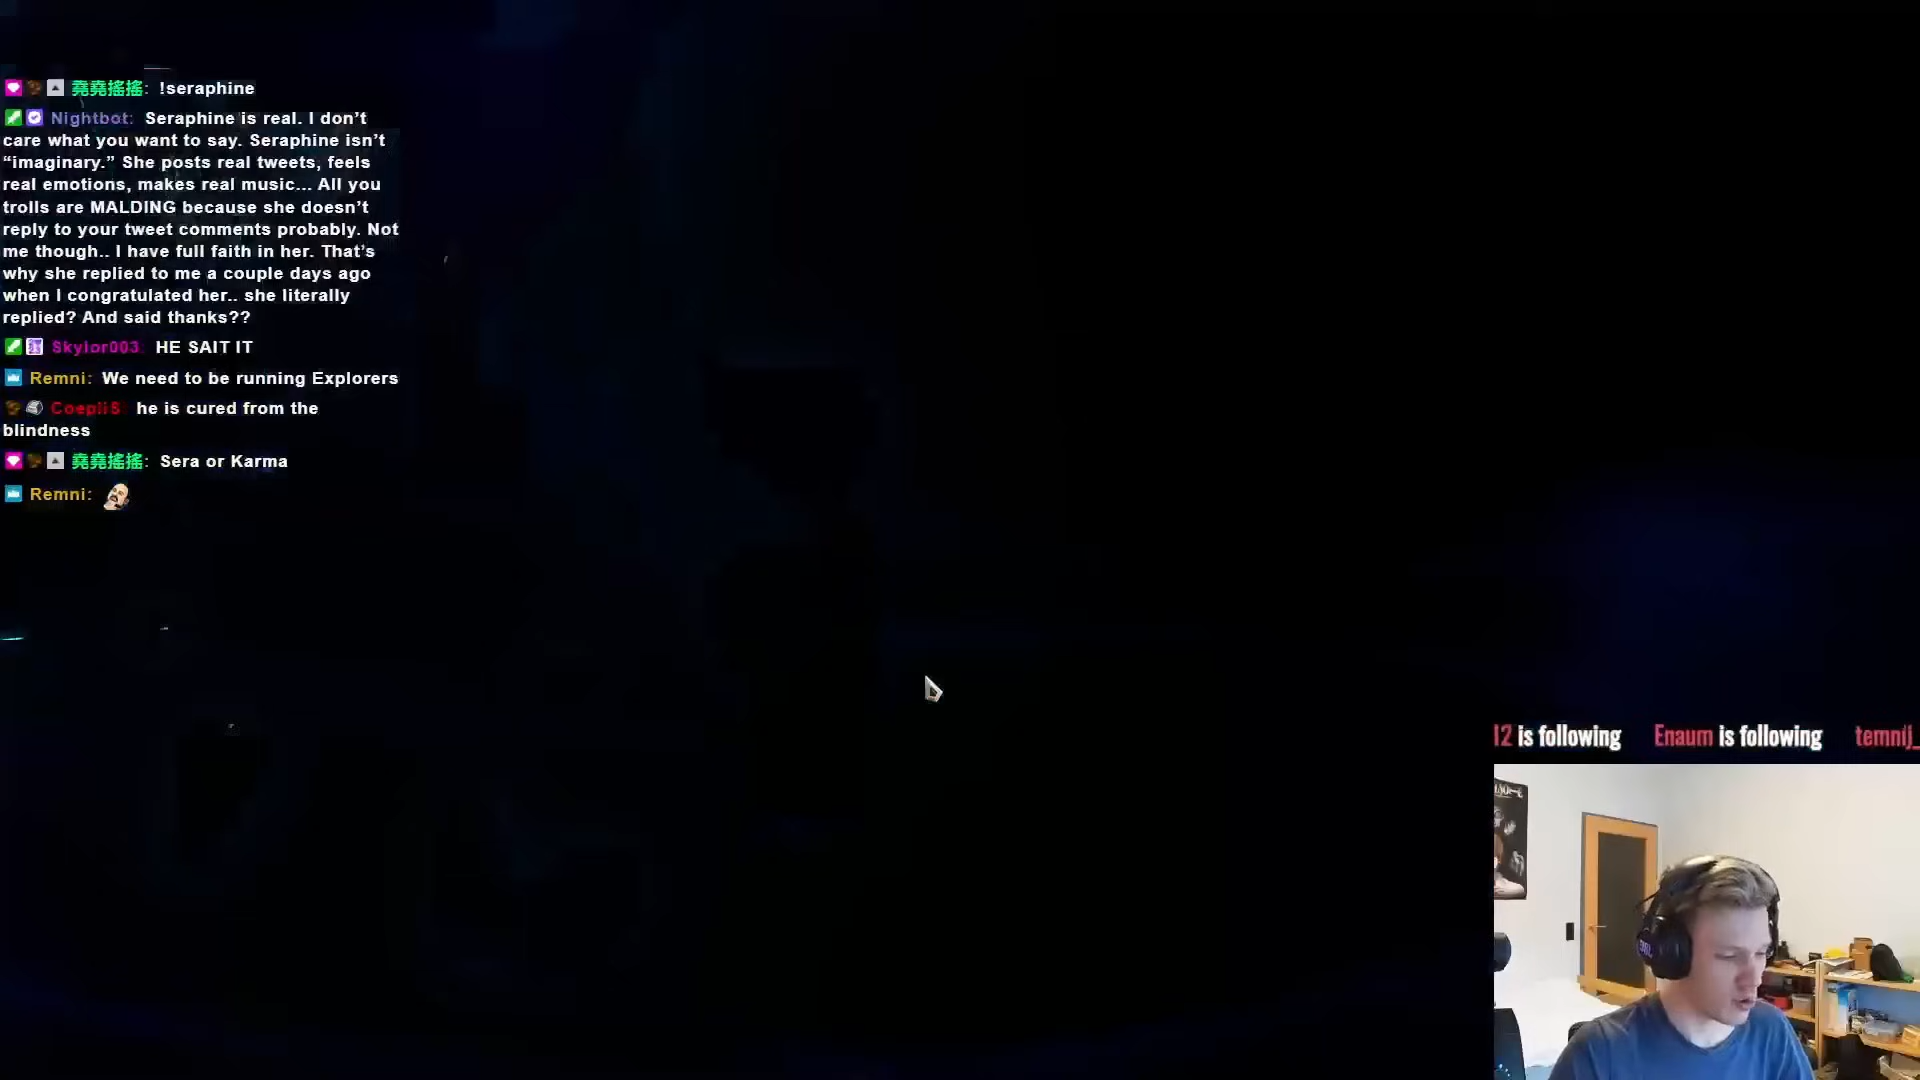 堯堯搖搖: !seraphine
Nightbot: Seraphine is real. I don’t
care what you want to say. Seraphine isn’t
“imaginary.” She posts real tweets, feels
real emotions, makes real music... All you
trolls are MALDING because she doesn’t
reply to your tweet comments probably. Not
me though.. I have full faith in her. That’s
why she replied to me a couple days ago
when I congratulated her.. she literally
replied? And said thanks??
Skylor003: HE SAIT IT
Remni: We need to be running Explorers
CoepliS: he is cured from the
blindness
堯堯搖搖: Sera or Karma
Remni:
is following Enaum is following temnij_